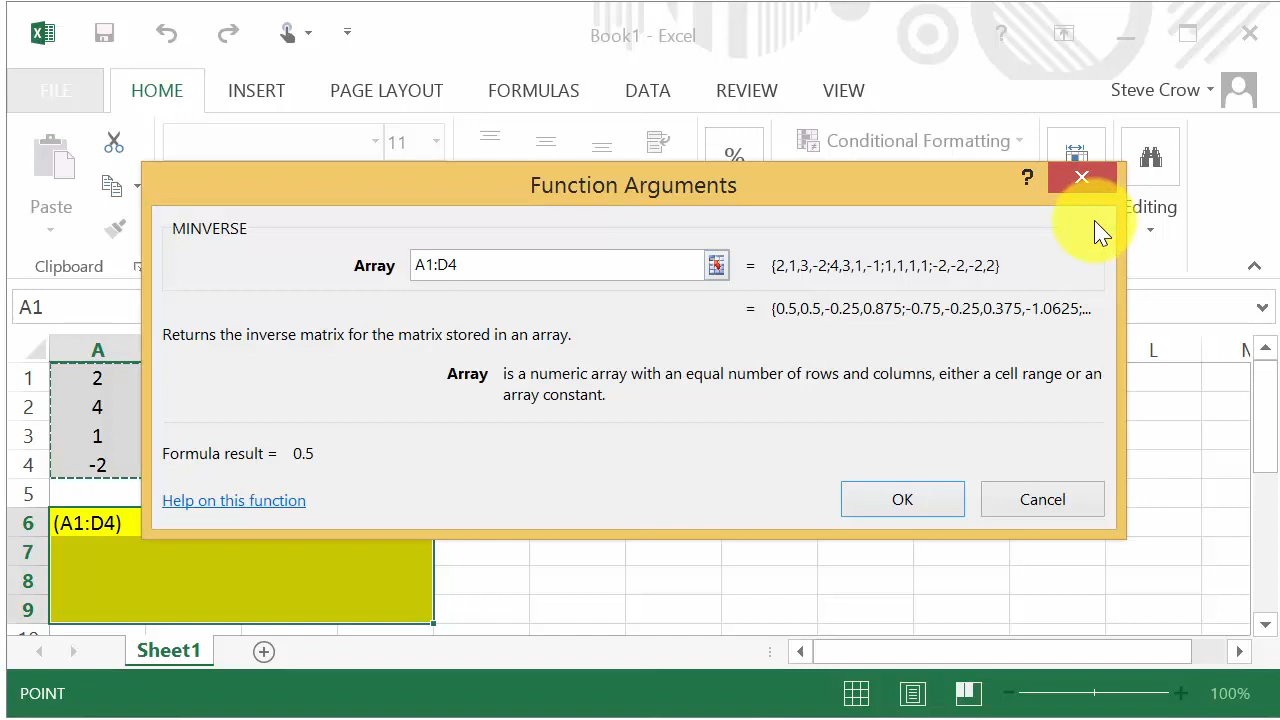 Book1 - Excel
?
FILE HOME INSERT PAGE LAYOUT FORMULAS DATA REVIEW VIEW Steve Crow
11
%
Conditional Formatting
Paste
Editing
Clipboard
Function Arguments
?
MINVERSE
Array A1:D4 = {2,1,3,-2;4,3,1,-1;1,1,1,1;-2,-2,-2,2}
= {0.5,0.5,-0.25,0.875;-0.75,-0.25,0.375,-1.0625;...
Returns the inverse matrix for the matrix stored in an array.
Array is a numeric array with an equal number of rows and columns, either a cell range or an
array constant.
Formula result = 0.5
Help on this function
OK Cancel
A1
A L
1 2
2 4
3 1
4 -2
5
6 (A1:D4)
7
8
9
Sheet1
POINT 100%